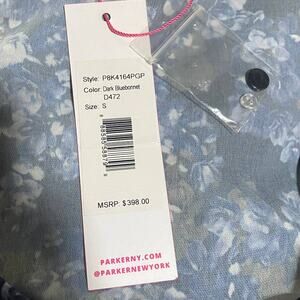 Style: P8K4164PGP
Color: Dark Bluebonnet
D472
Size: S
MSRP: $398.00
PARKERNY.COM
@PARKERNEWYORK